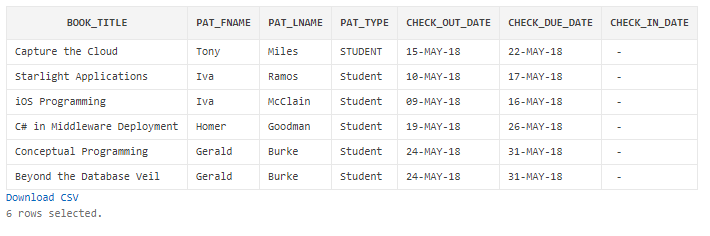 BOOK_TITLE PAT_FNAME PAT_LNAME PAT_TYPE CHECK_OUT_DATE CHECK_DUE_DATE CHECK_IN_DATE
Capture the Cloud Tony Miles STUDENT 15-MAY-18 22-MAY-18 -
Starlight Applications Iva Ramos Student 10-MAY-18 17-MAY-18 -
iOS Programming Iva McClain Student 09-MAY-18 16-MAY-18 -
C# in Middleware Deployment Homer Goodman Student 19-MAY-18 26-MAY-18 -
Conceptual Programming Gerald Burke Student 24-MAY-18 31-MAY-18 -
Beyond the Database Veil Gerald Burke Student 24-MAY-18 31-MAY-18 -
Download CSV
6 rows selected.